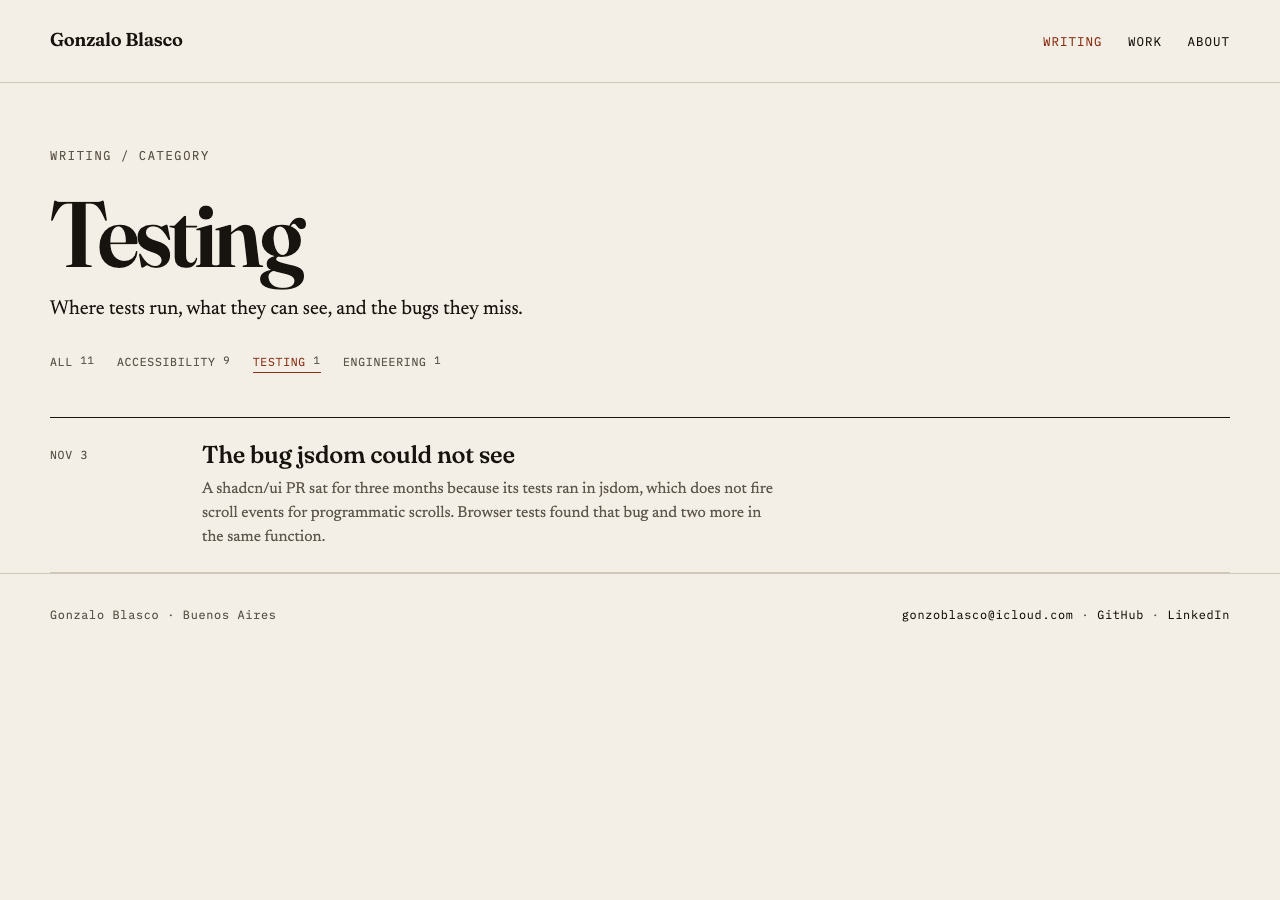 Gonzalo Blasco
WRITING WORK ABOUT
WRITING / CATEGORY
Testing
Where tests run, what they can see, and the bugs they miss.
ALL 11 ACCESSIBILITY 9 TESTING 1 ENGINEERING 1
NOV 3
The bug jsdom could not see
A shadcn/ui PR sat for three months because its tests ran in jsdom, which does not fire
scroll events for programmatic scrolls. Browser tests found that bug and two more in
the same function.
Gonzalo Blasco · Buenos Aires
gonzoblasco@icloud.com · GitHub · LinkedIn